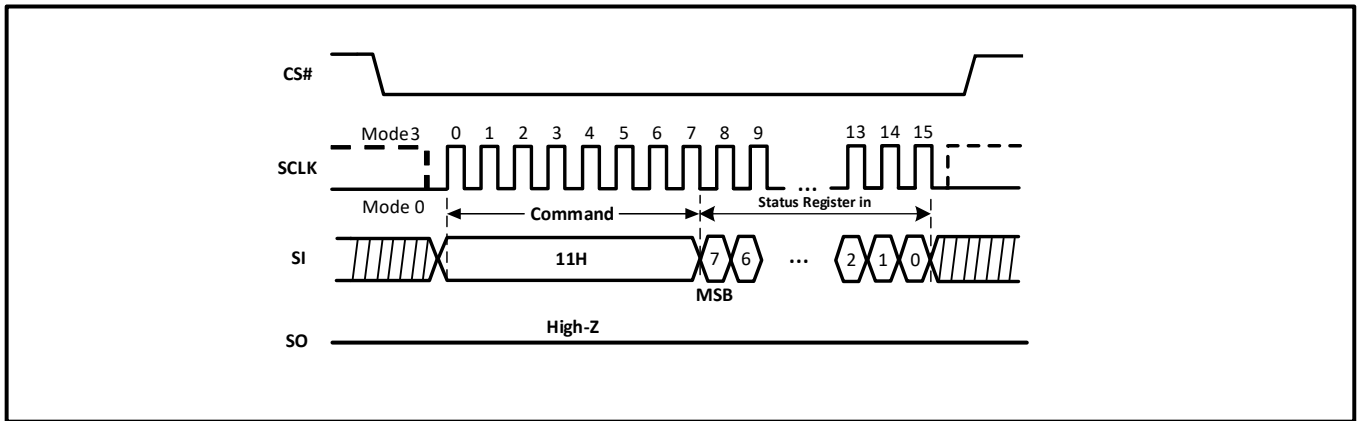 CS#
Mode3 0 1 2 3 4 5 6 7 8 9 13 14 15
SCLK
...
Mode 0
Command
Status Register in
SI
11H
7 6 ... 2 1 0
MSB
High-Z
SO